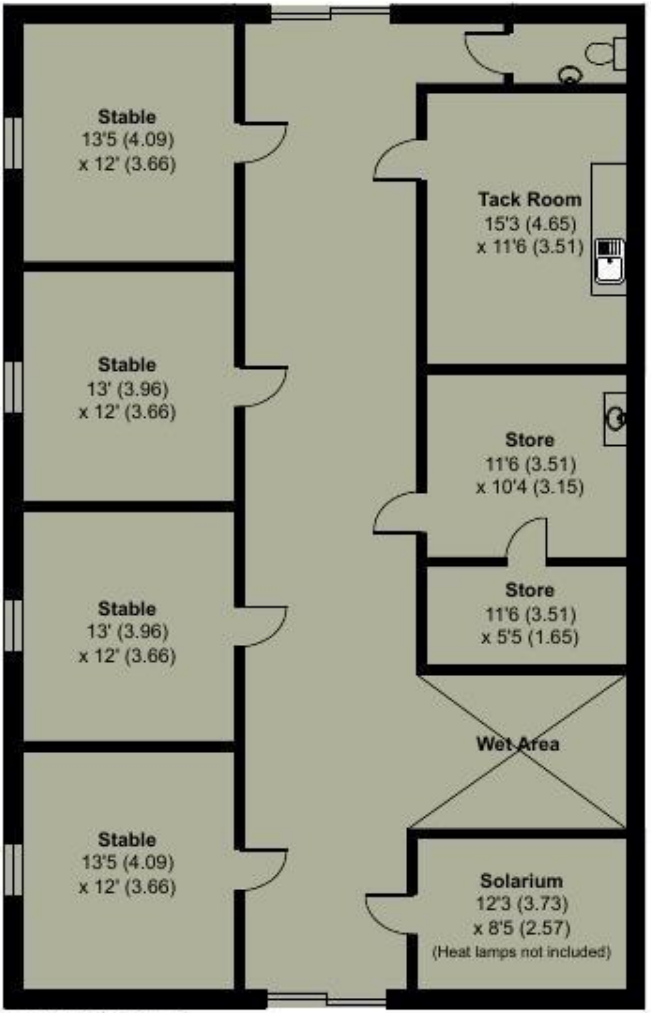 Stable
13'5 (4.09)
x 12' (3.66)
Tack Room
15'3 (4.65)
x 11'6 (3.51)
Stable
13' (3.96)
x 12' (3.66)
Store
11'6 (3.51)
x 10'4 (3.15)
Stable
13' (3.96)
x 12' (3.66)
Store
11'6 (3.51)
x 5'5 (1.65)
Wet Area
Stable
13'5 (4.09)
x 12' (3.66)
Solarium
12'3 (3.73)
x 8'5 (2.57)
(Heat lamps not included)